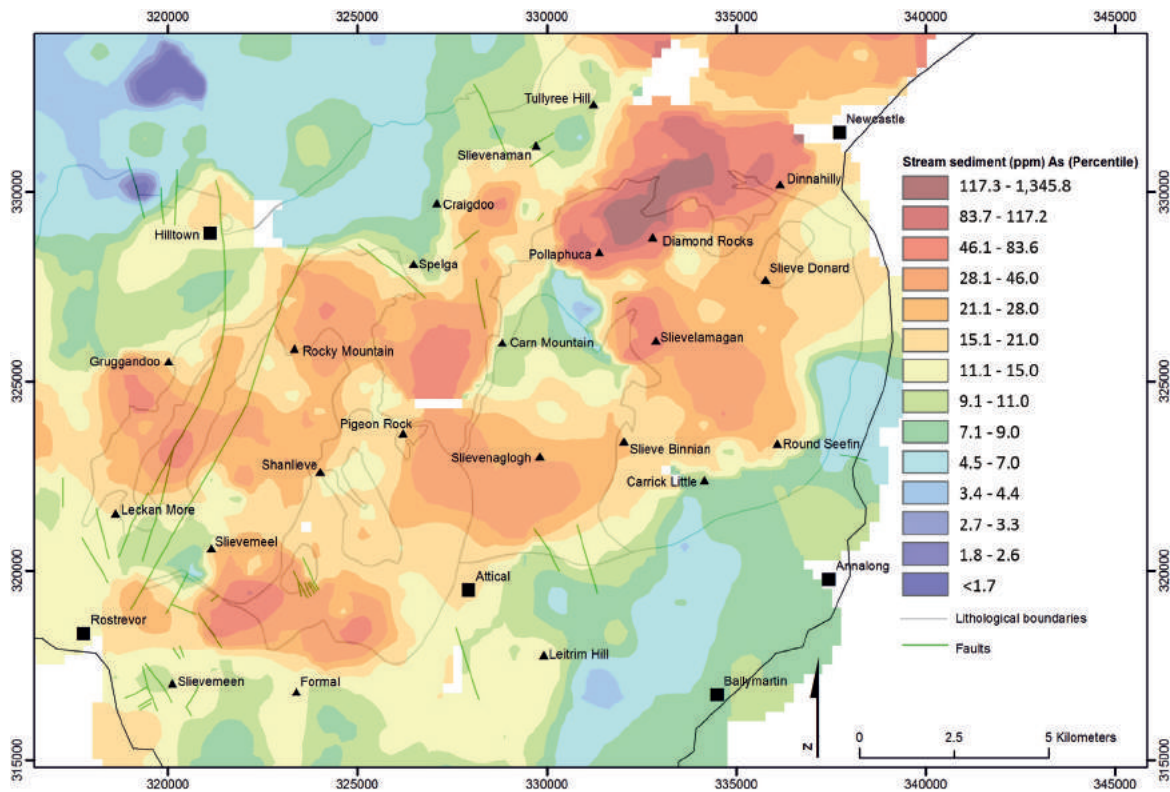 320000 325000 330000 335000 340000 345000
Tullyree Hill
Newcastle
Slievenaman
Stream sediment (ppm) As (Percentile)
330000
330000
117.3 - 1,345.8
Dinnahilly
Craigdoo
83.7 - 117.2
Hilltown
46.1 - 83.6
Diamond Rocks
Pollaphuca
Spelga
Slieve Donard
28.1 - 46.0
21.1 - 28.0
Slievelamagan
Carn Mountain
Rocky Mountain
15.1 - 21.0
Gruggandoo
11.1 - 15.0
325000
325000
9.1 - 11.0
Pigeon Rock
7.1 - 9.0
Slieve Binnian
Round Seefin
Slievenaglogh
Shanlieve
4.5 - 7.0
Carrick Little
3.4 - 4.4
Leckan More
2.7 - 3.3
Slievemeel
1.8 - 2.6
320000
320000
Attical
Annalong
<1.7
Rostrevor
Lithological boundaries
Faults
Leitrim Hill
Slievemeen
Formal
Ballymartin
N
0 2.5 5 Kilometers
315000
315000
320000 325000 330000 335000 340000 345000